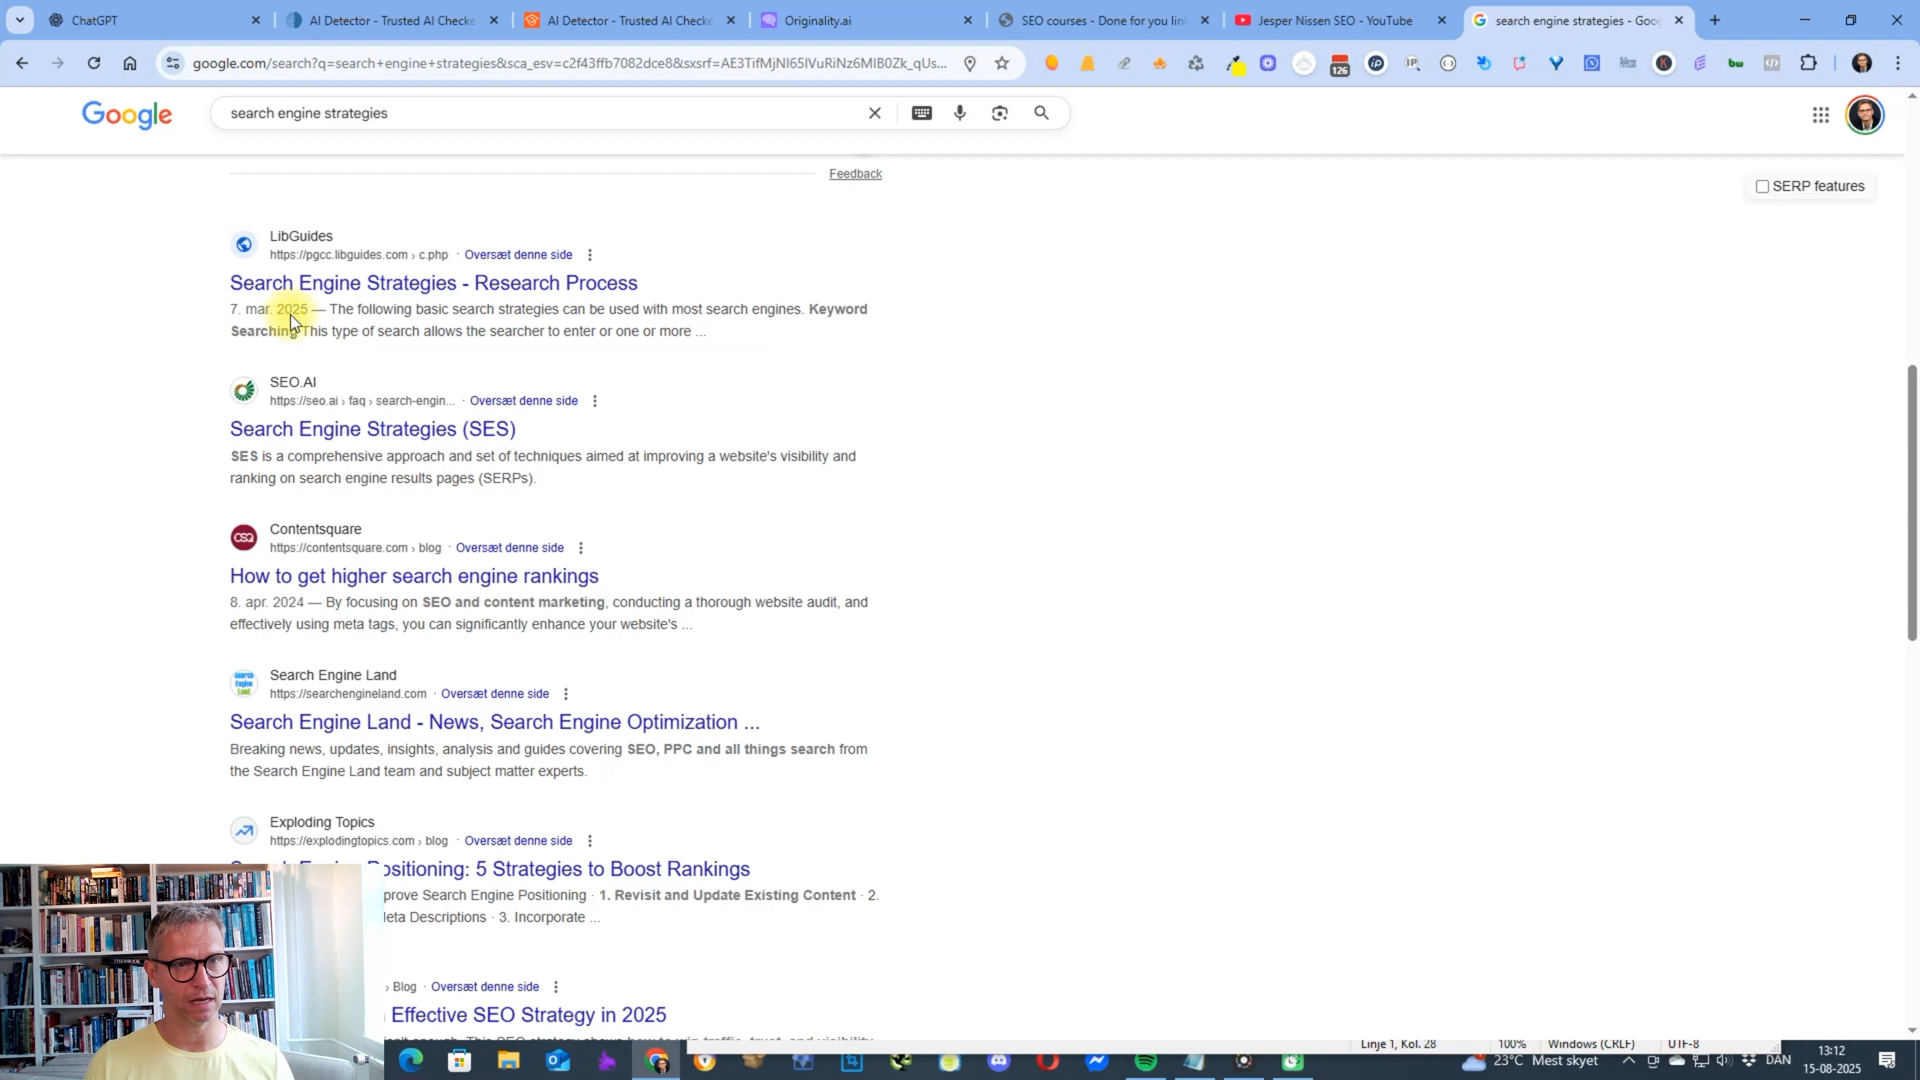 ChatGPT
AI Detector - Trusted AI Checke
AI Detector - Trusted AI Checke
Originality.ai
SEO courses - Done for you lin
Jesper Nissen SEO - YouTube
search engine strategies - Goo
google.com/search?q=search+engine+strategies&sca_esv=c2f43ffb7082dce8&sxsrf=AE3TifMjNI65IVuRiNz6MIB0Zk_qUs...
126
Google
search engine strategies
Feedback
SERP features
LibGuides
https://pgcc.libguides.com › c.php · Oversæt denne side
Search Engine Strategies - Research Process
7. mar. 2025 — The following basic search strategies can be used with most search engines. Keyword
Searching This type of search allows the searcher to enter or one or more ...
SEO.AI
https://seo.ai › faq › search-engin... · Oversæt denne side
Search Engine Strategies (SES)
SES is a comprehensive approach and set of techniques aimed at improving a website's visibility and
ranking on search engine results pages (SERPs).
CSQ
Contentsquare
https://contentsquare.com › blog · Oversæt denne side
How to get higher search engine rankings
8. apr. 2024 — By focusing on SEO and content marketing, conducting a thorough website audit, and
effectively using meta tags, you can significantly enhance your website's ...
Search Engine Land
https://searchengineland.com · Oversæt denne side
Search Engine Land - News, Search Engine Optimization ...
Breaking news, updates, insights, analysis and guides covering SEO, PPC and all things search from
the Search Engine Land team and subject matter experts.
Exploding Topics
https://explodingtopics.com › blog · Oversæt denne side
Positioning: 5 Strategies to Boost Rankings
prove Search Engine Positioning · 1. Revisit and Update Existing Content · 2.
Meta Descriptions · 3. Incorporate ...
› Blog · Oversæt denne side
Effective SEO Strategy in 2025
Linje 1, Kol. 28
100%
Windows (CRLF)
UTF-8
23°C Mest skyet
DAN
13:12
15-08-2025